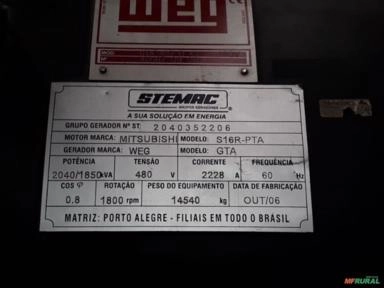 WEG
STEMAC
GRUPOS GERADORES
A SUA SOLUÇÃO EM ENERGIA
GRUPO GERADOR Nº ST: 2040352206
MOTOR MARCA: MITSUBISHI MODELO: S16R-PTA
GERADOR MARCA: WEG MODELO: GTA
POTÊNCIA TENSÃO CORRENTE FREQUÊNCIA
2040/1850 kVA 480 V 2228 A 60 Hz
COS φ ROTAÇÃO PESO DO EQUIPAMENTO DATA DE FABRICAÇÃO
0.8 1800 rpm 14540 kg OUT/06
MATRIZ: PORTO ALEGRE - FILIAIS EM TODO O BRASIL
MFRURAL